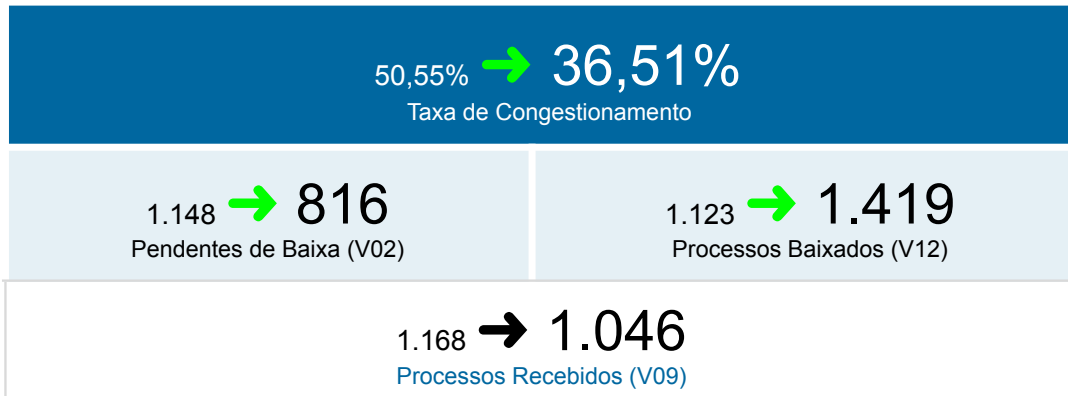 50,55% ➜ 36,51%
Taxa de Congestionamento
1.148 ➜ 816
Pendentes de Baixa (V02)
1.123 ➜ 1.419
Processos Baixados (V12)
1.168 ➜ 1.046
Processos Recebidos (V09)